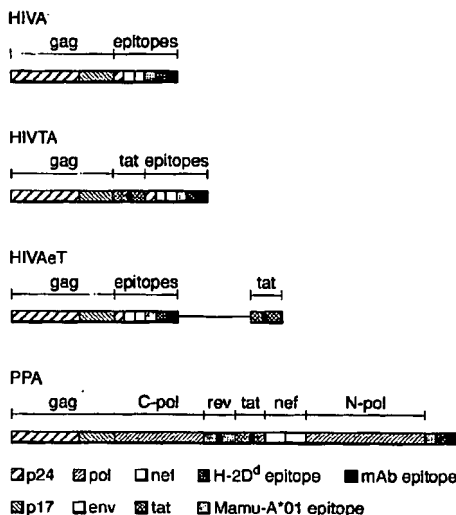 HIVA
gag epitopes
HIVTA
gag tat epitopes
HIVAeT
gag epitopes tat
PPA
gag C-pol rev tat nef N-pol
p24 pol nef H-2Dd epitope mAb epitope
p17 env tat Mamu-A*01 epitope